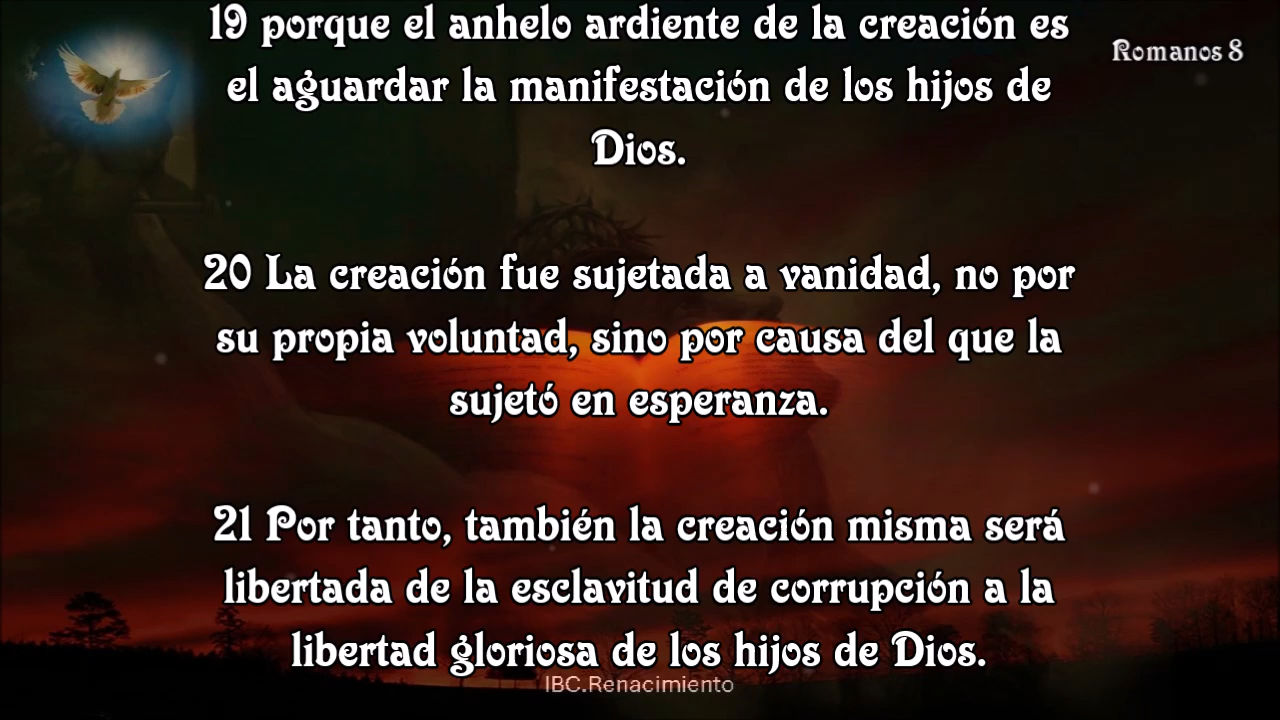 19 porque el anhelo ardiente de la creación es
el aguardar la manifestación de los hijos de
Dios.
Romanos 8
20 La creación fue sujetada a vanidad, no por
su propia voluntad, sino por causa del que la
sujetó en esperanza.
21 Por tanto, también la creación misma será
libertada de la esclavitud de corrupción a la
libertad gloriosa de los hijos de Dios.
IBC.Renacimiento